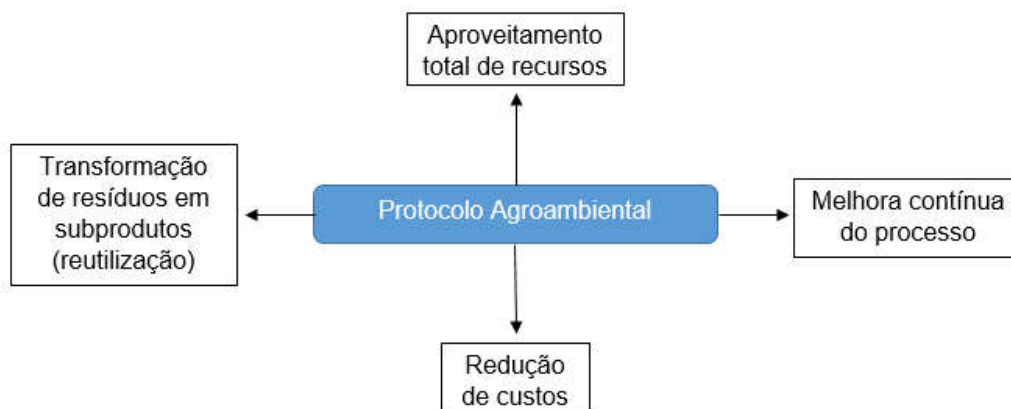 Aproveitamento
total de recursos
Transformação
de resíduos em
subprodutos
(reutilização)
Protocolo Agroambiental
Melhora contínua
do processo
Redução
de custos